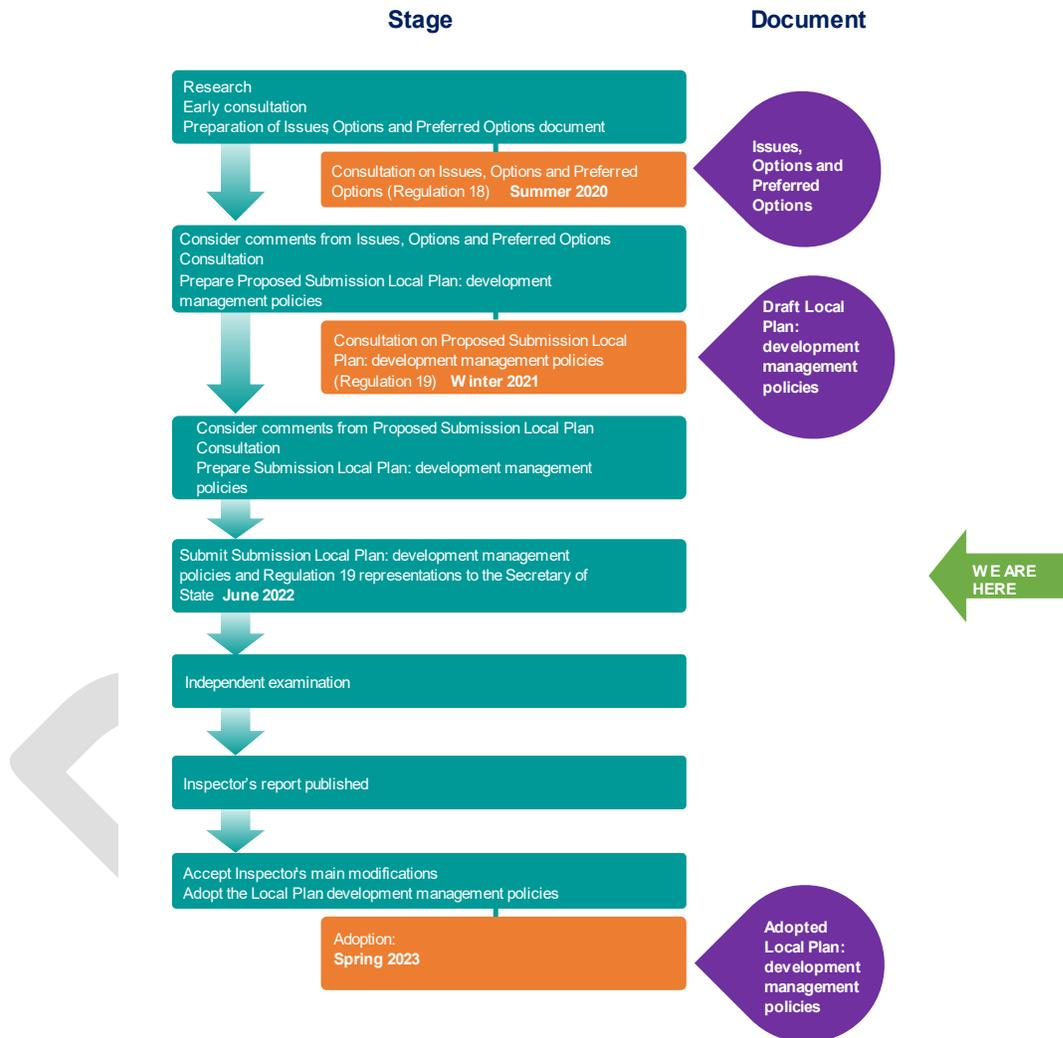 Stage
Document
Research
Early consultation
Preparation of Issues, Options and Preferred Options document
Consultation on Issues, Options and Preferred
Options (Regulation 18) Summer 2020
Issues,
Options and
Preferred
Options
Consider comments from Issues, Options and Preferred Options
Consultation
Prepare Proposed Submission Local Plan: development
management policies
Consultation on Proposed Submission Local
Plan: development management policies
(Regulation 19) Winter 2021
Draft Local
Plan:
development
management
policies
Consider comments from Proposed Submission Local Plan
Consultation
Prepare Submission Local Plan: development management
policies
Submit Submission Local Plan: development management
policies and Regulation 19 representations to the Secretary of
State June 2022
WE ARE
HERE
Independent examination
Inspector's report published
Accept Inspector's main modifications
Adopt the Local Plan development management policies
Adoption:
Spring 2023
Adopted
Local Plan:
development
management
policies